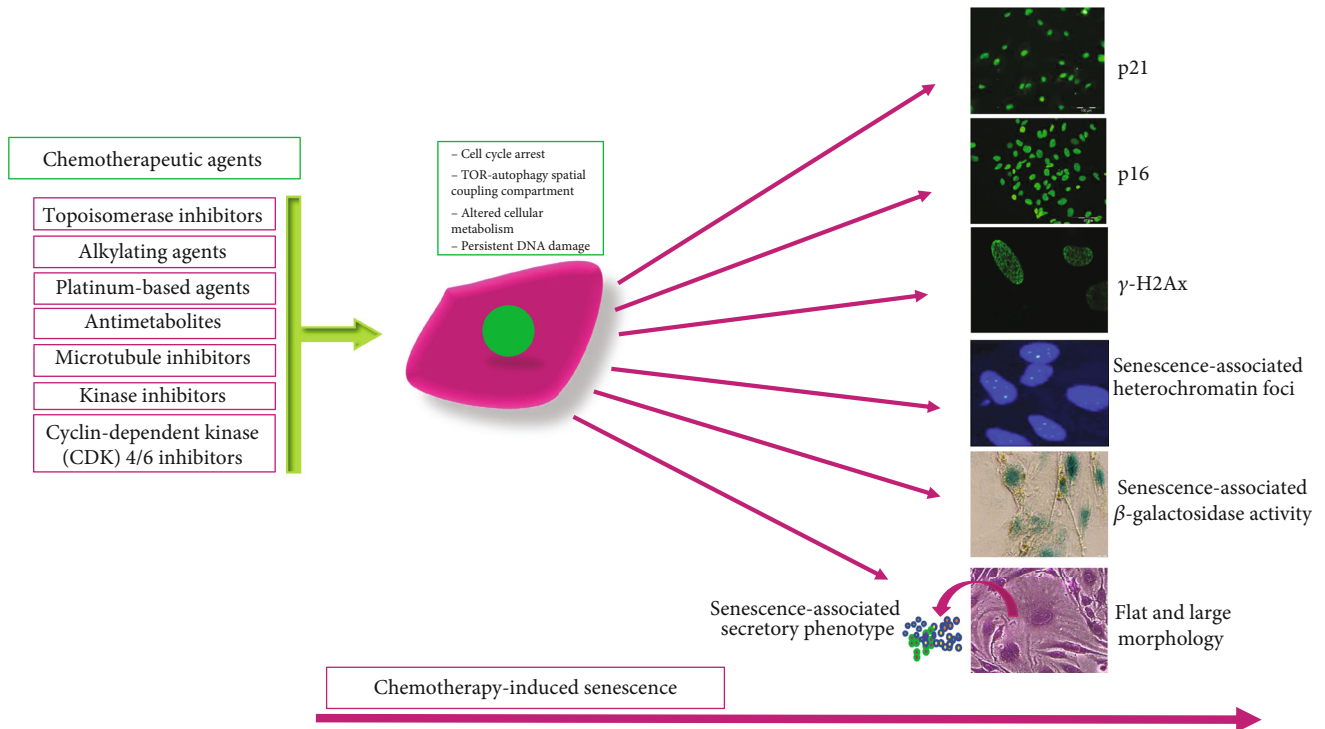 Chemotherapeutic agents
Topoisomerase inhibitors
Alkylating agents
Platinum-based agents
Antimetabolites
Microtubule inhibitors
Kinase inhibitors
Cyclin-dependent kinase
(CDK) 4/6 inhibitors
– Cell cycle arrest
– TOR-autophagy spatial
coupling compartment
– Altered cellular
metabolism
– Persistent DNA damage
p21
p16
γ-H2Ax
Senescence-associated
heterochromatin foci
Senescence-associated
β-galactosidase activity
Senescence-associated
secretory phenotype
Flat and large
morphology
Chemotherapy-induced senescence